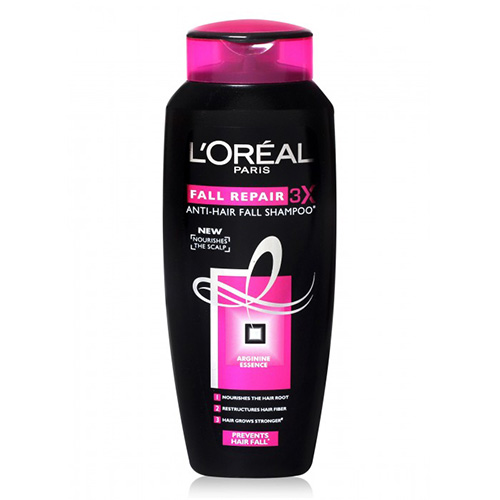 L'ORÉAL
PARIS
FALL REPAIR 3X
ANTI-HAIR FALL SHAMPOO*
NEW
NOURISHES
THE SCALP
ARGININE
ESSENCE
1 NOURISHES THE HAIR ROOT
2 RESTRUCTURES HAIR FIBER
3 HAIR GROWS STRONGER#
PREVENTS
HAIR FALL*